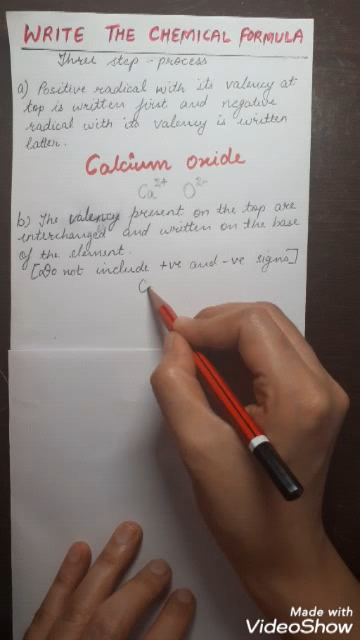 WRITE THE CHEMICAL FORMULA
Three step-process
a) Positive radical with its valency at
top is written first and negative
radical with its valency is written
latter.
Calcium oxide
Ca²⁺ O²⁻
b) The valency present on the top are
interchanged and written on the base
of the element.
[Do not include +ve and -ve signs]
C
Made with
VideoShow